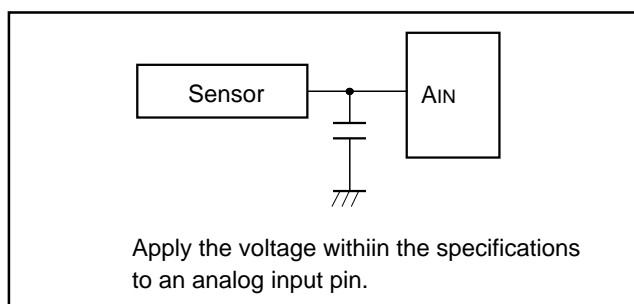 Sensor
AIN
Apply the voltage withiin the specifications
to an analog input pin.